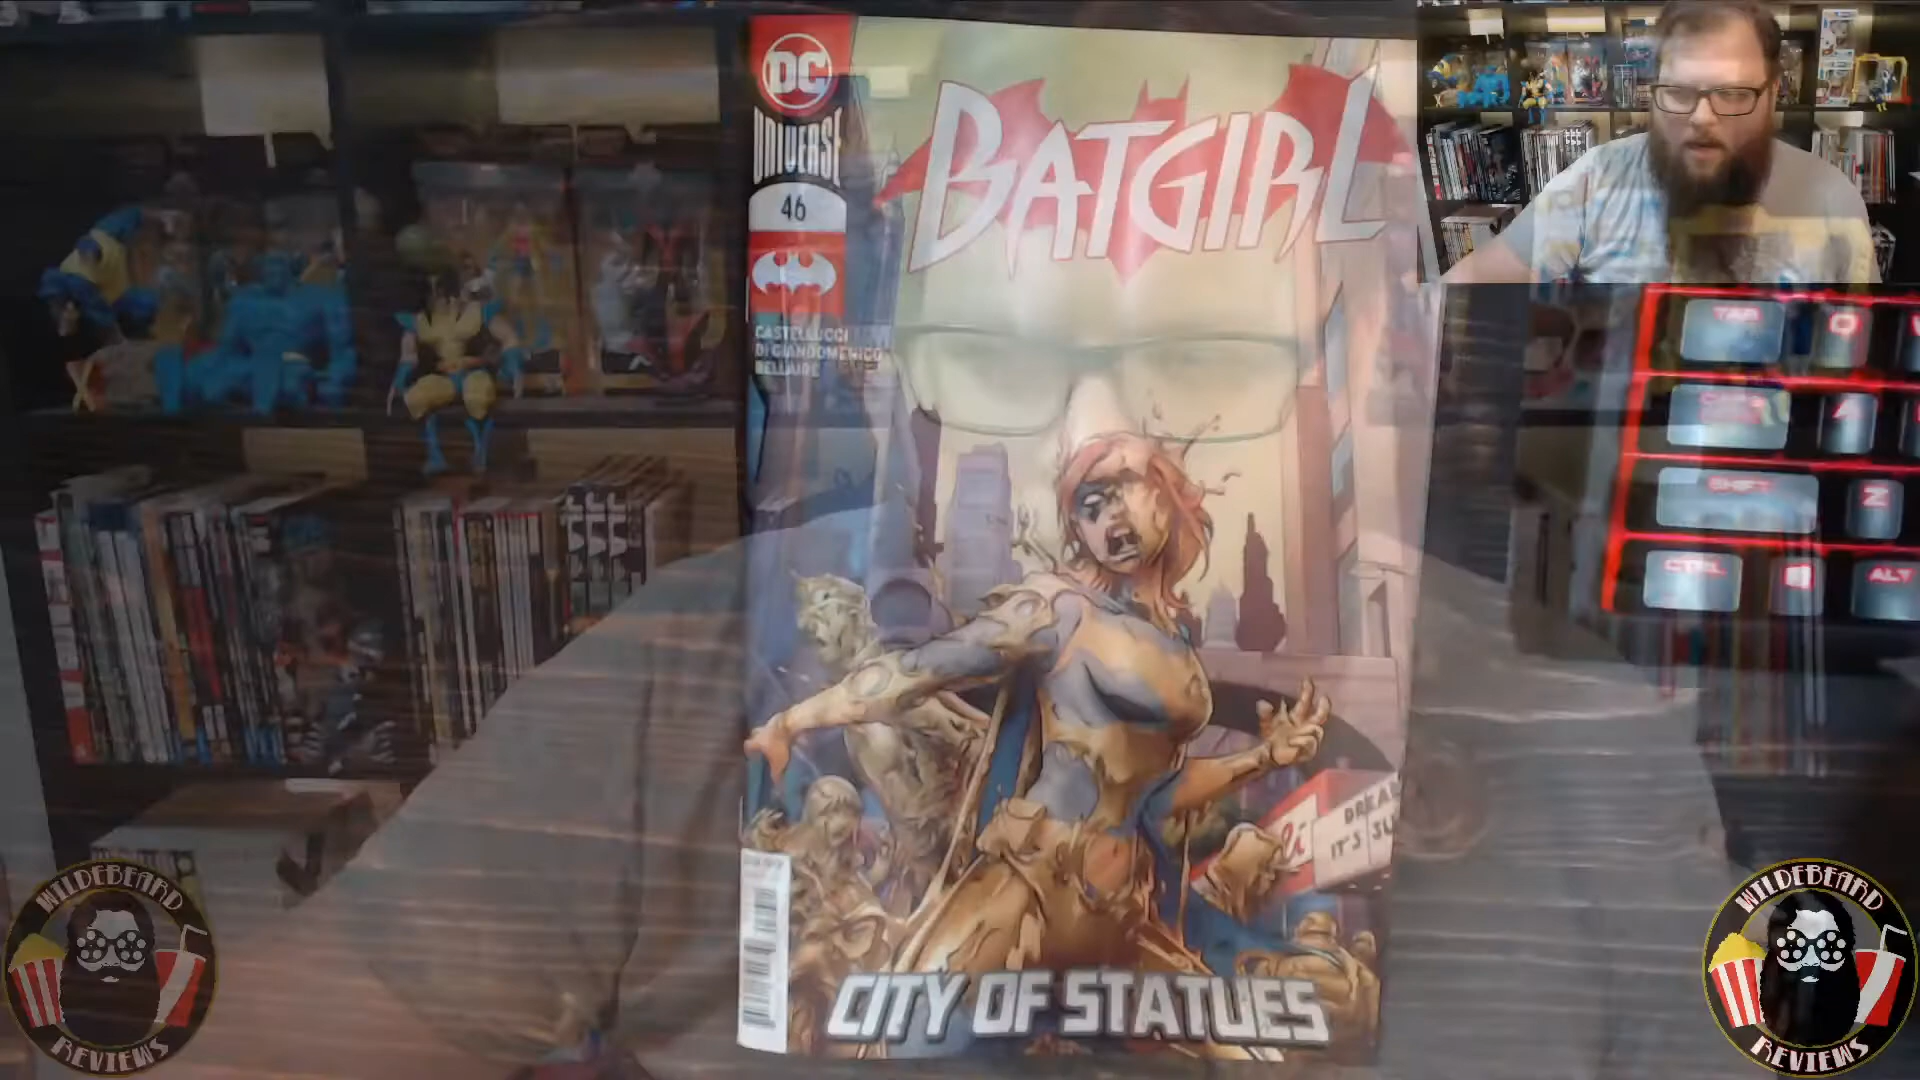 DC
UNIVERSE
46
BATGIRL
CASTELLUCCI
DI GIANDOMENICO
BELLAIRE
IT'S
CITY OF STATUES
TAB
Q
A
SHIFT
Z
CTRL
ALT
WILDEBEARD
REVIEWS
WILDEBEARD
REVIEWS